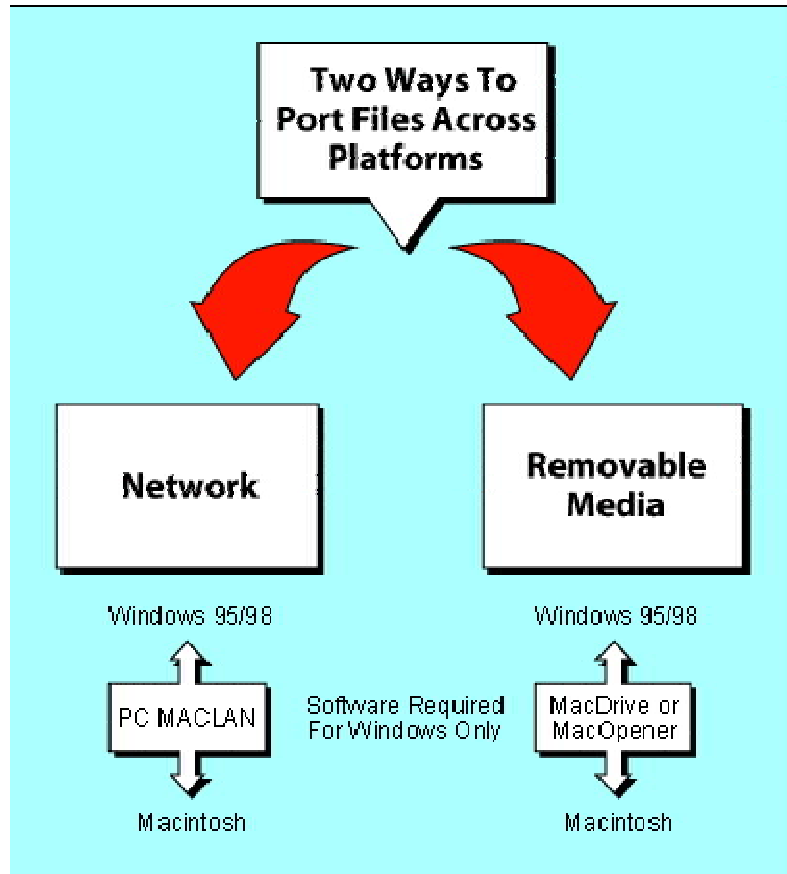 Two Ways To
Port Files Across
Platforms
Network
Removable
Media
Windows 95/98
Windows 95/98
PC MACLAN
Software Required
For Windows Only
MacDrive or
MacOpener
Macintosh
Macintosh